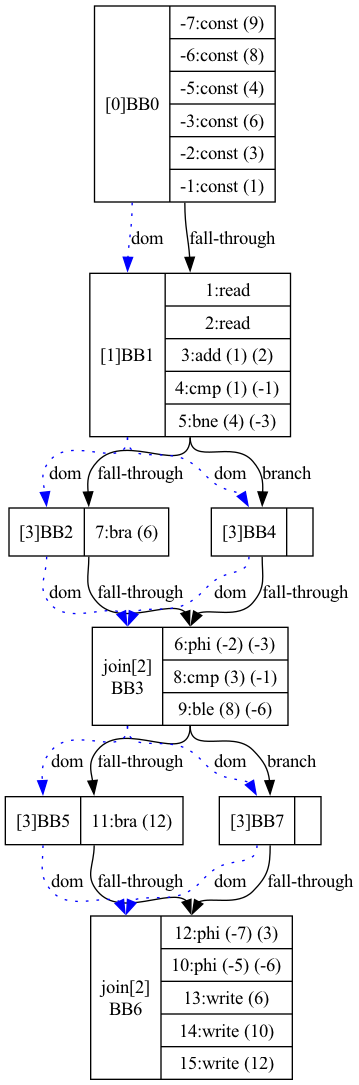 [0]BB0
-7:const (9)
-6:const (8)
-5:const (4)
-3:const (6)
-2:const (3)
-1:const (1)
dom
fall-through
[1]BB1
1:read
2:read
3:add (1) (2)
4:cmp (1) (-1)
5:bne (4) (-3)
dom
fall-through
dom
branch
[3]BB2
7:bra (6)
[3]BB4
dom
fall-through
dom
fall-through
join[2]
BB3
6:phi (-2) (-3)
8:cmp (3) (-1)
9:ble (8) (-6)
dom
fall-through
dom
branch
[3]BB5
11:bra (12)
[3]BB7
dom
fall-through
dom
fall-through
join[2]
BB6
12:phi (-7) (3)
10:phi (-5) (-6)
13:write (6)
14:write (10)
15:write (12)